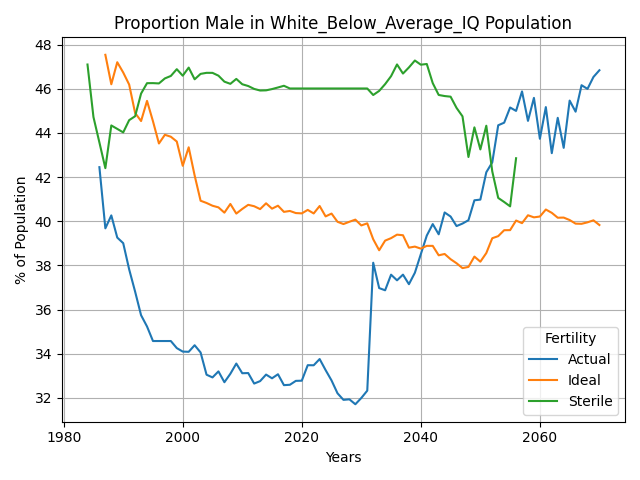 Proportion Male in White_Below_Average_IQ Population
% of Population
48
46
44
42
40
38
36
34
32
1980
2000
2020
2040
2060
Years
Fertility
Actual
Ideal
Sterile